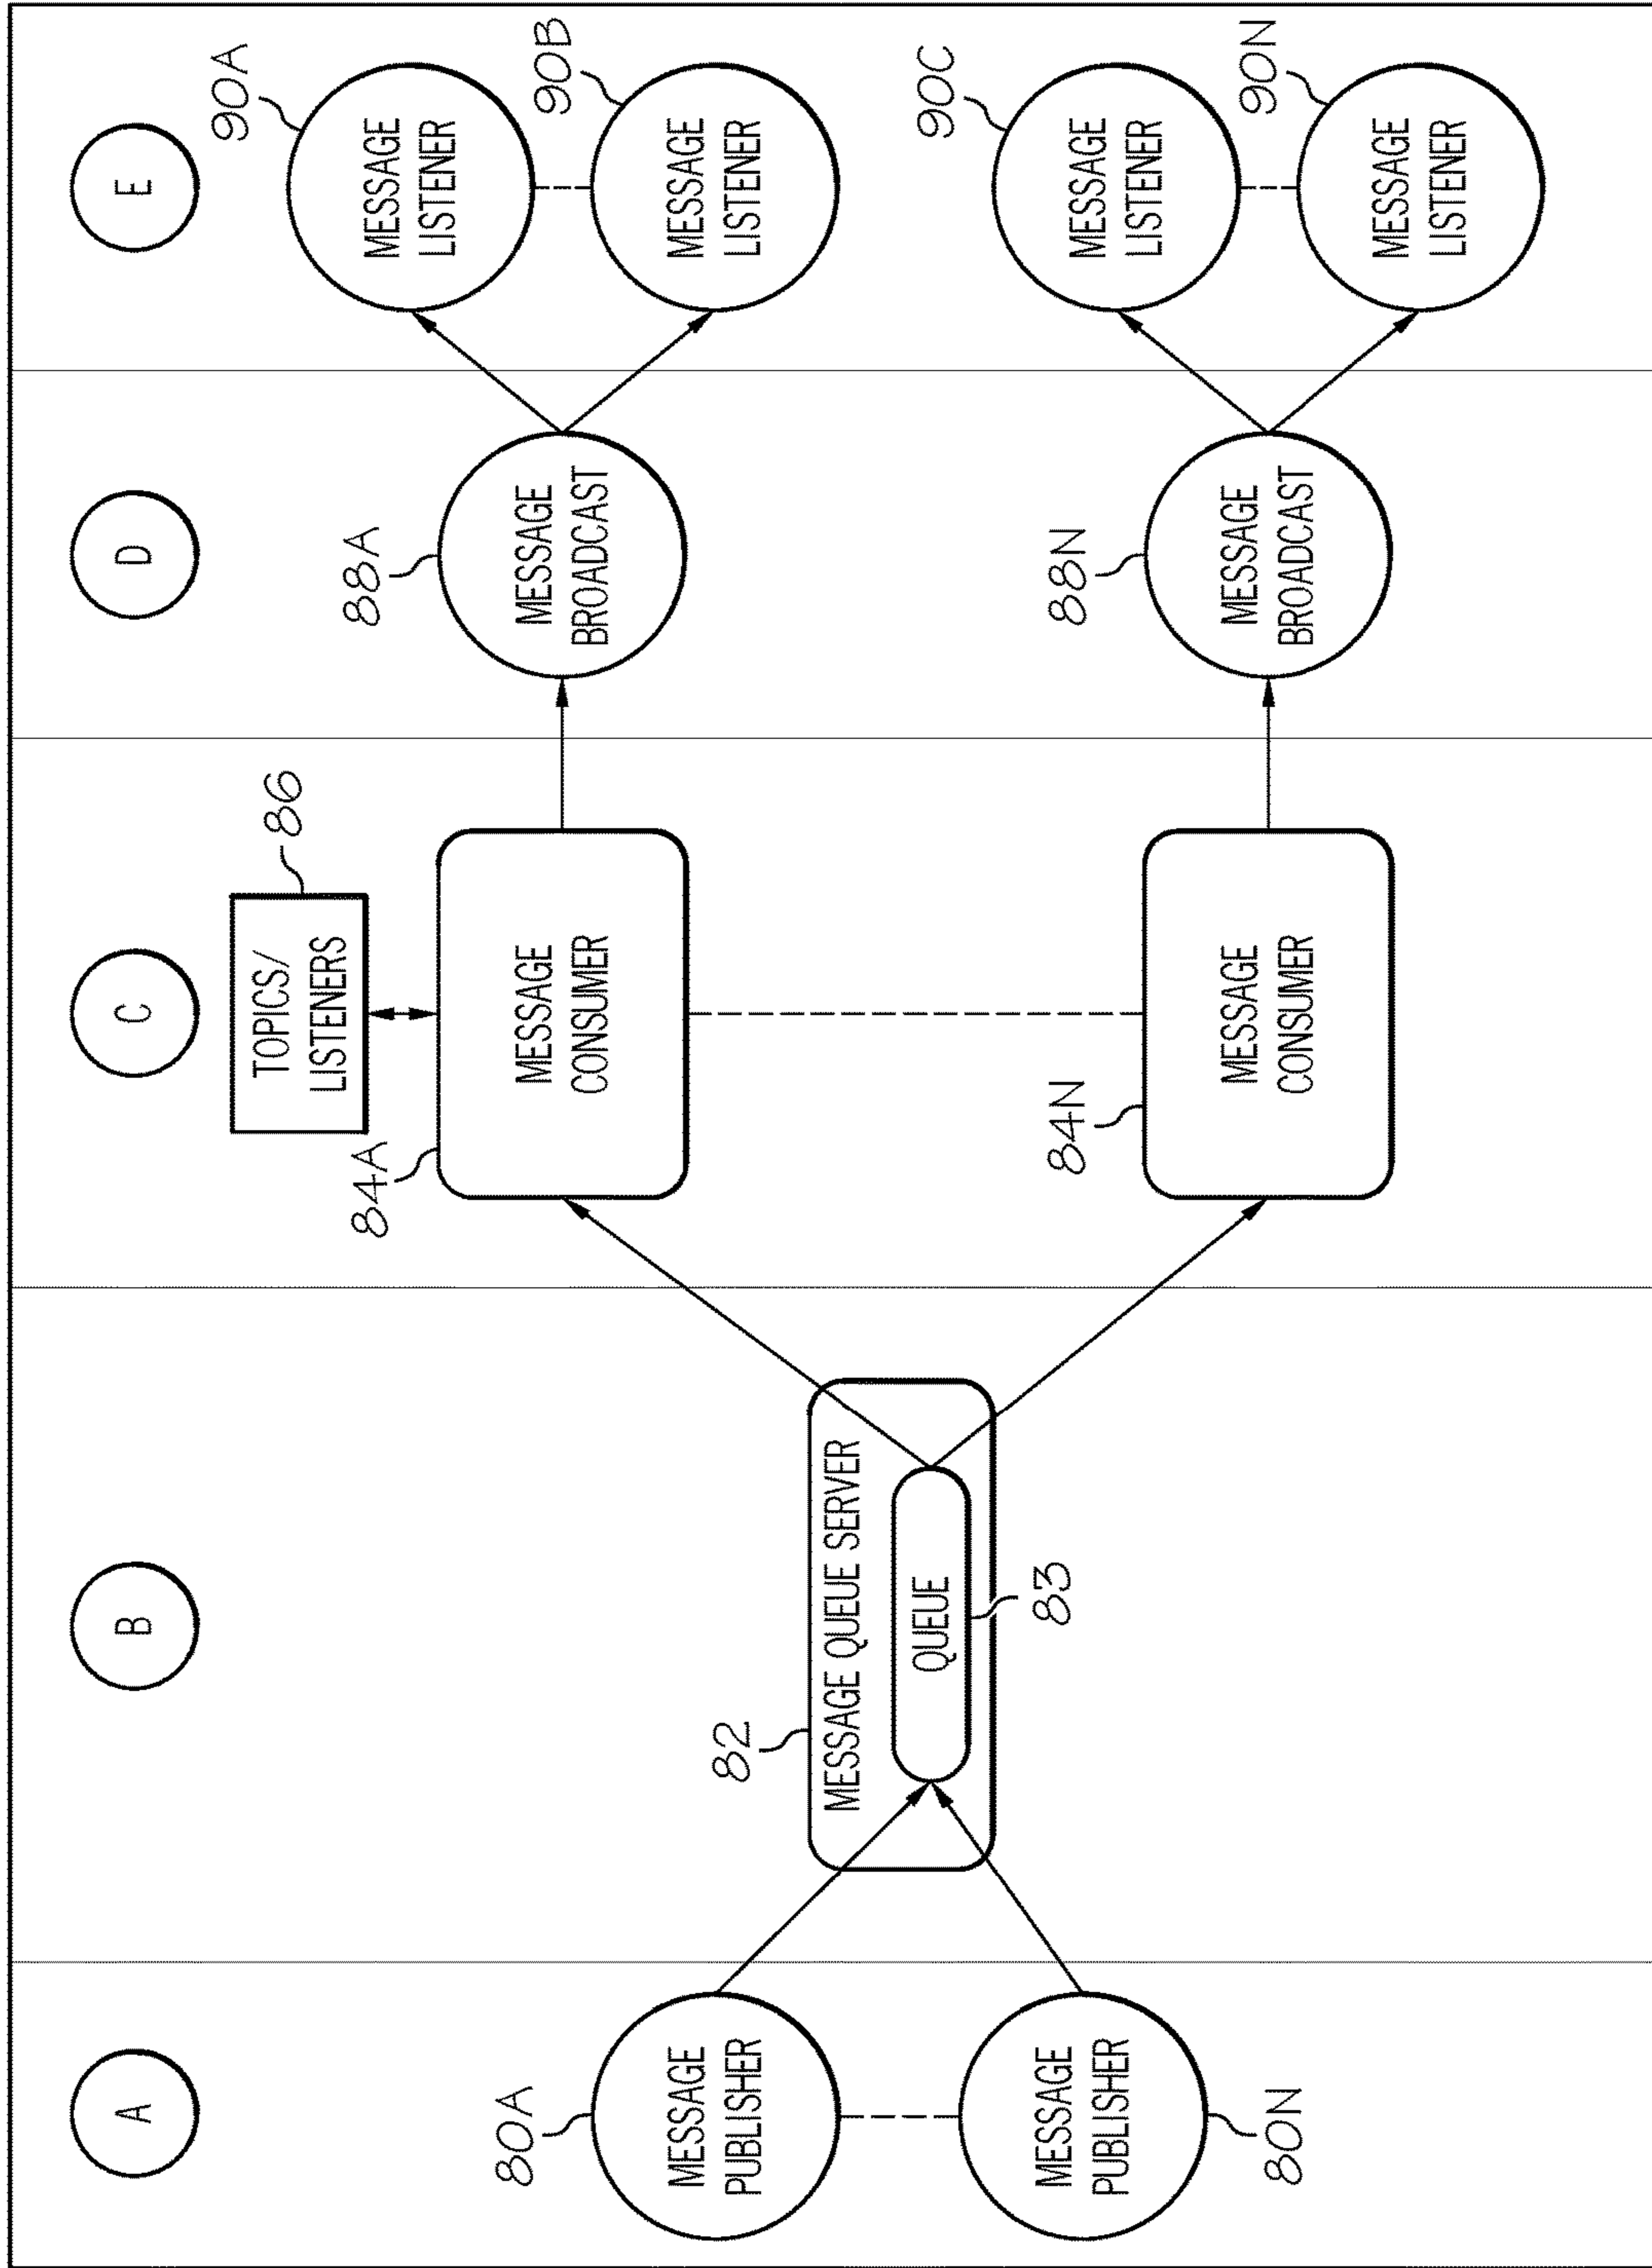 A
B
C
D
E
80A
MESSAGE
PUBLISHER
MESSAGE
PUBLISHER
80N
82
MESSAGE QUEUE SERVER
QUEUE
83
TOPICS/
LISTENERS
86
84A
MESSAGE
CONSUMER
84N
MESSAGE
CONSUMER
88A
MESSAGE
BROADCAST
88N
MESSAGE
BROADCAST
90A
MESSAGE
LISTENER
90B
MESSAGE
LISTENER
90C
MESSAGE
LISTENER
90N
MESSAGE
LISTENER